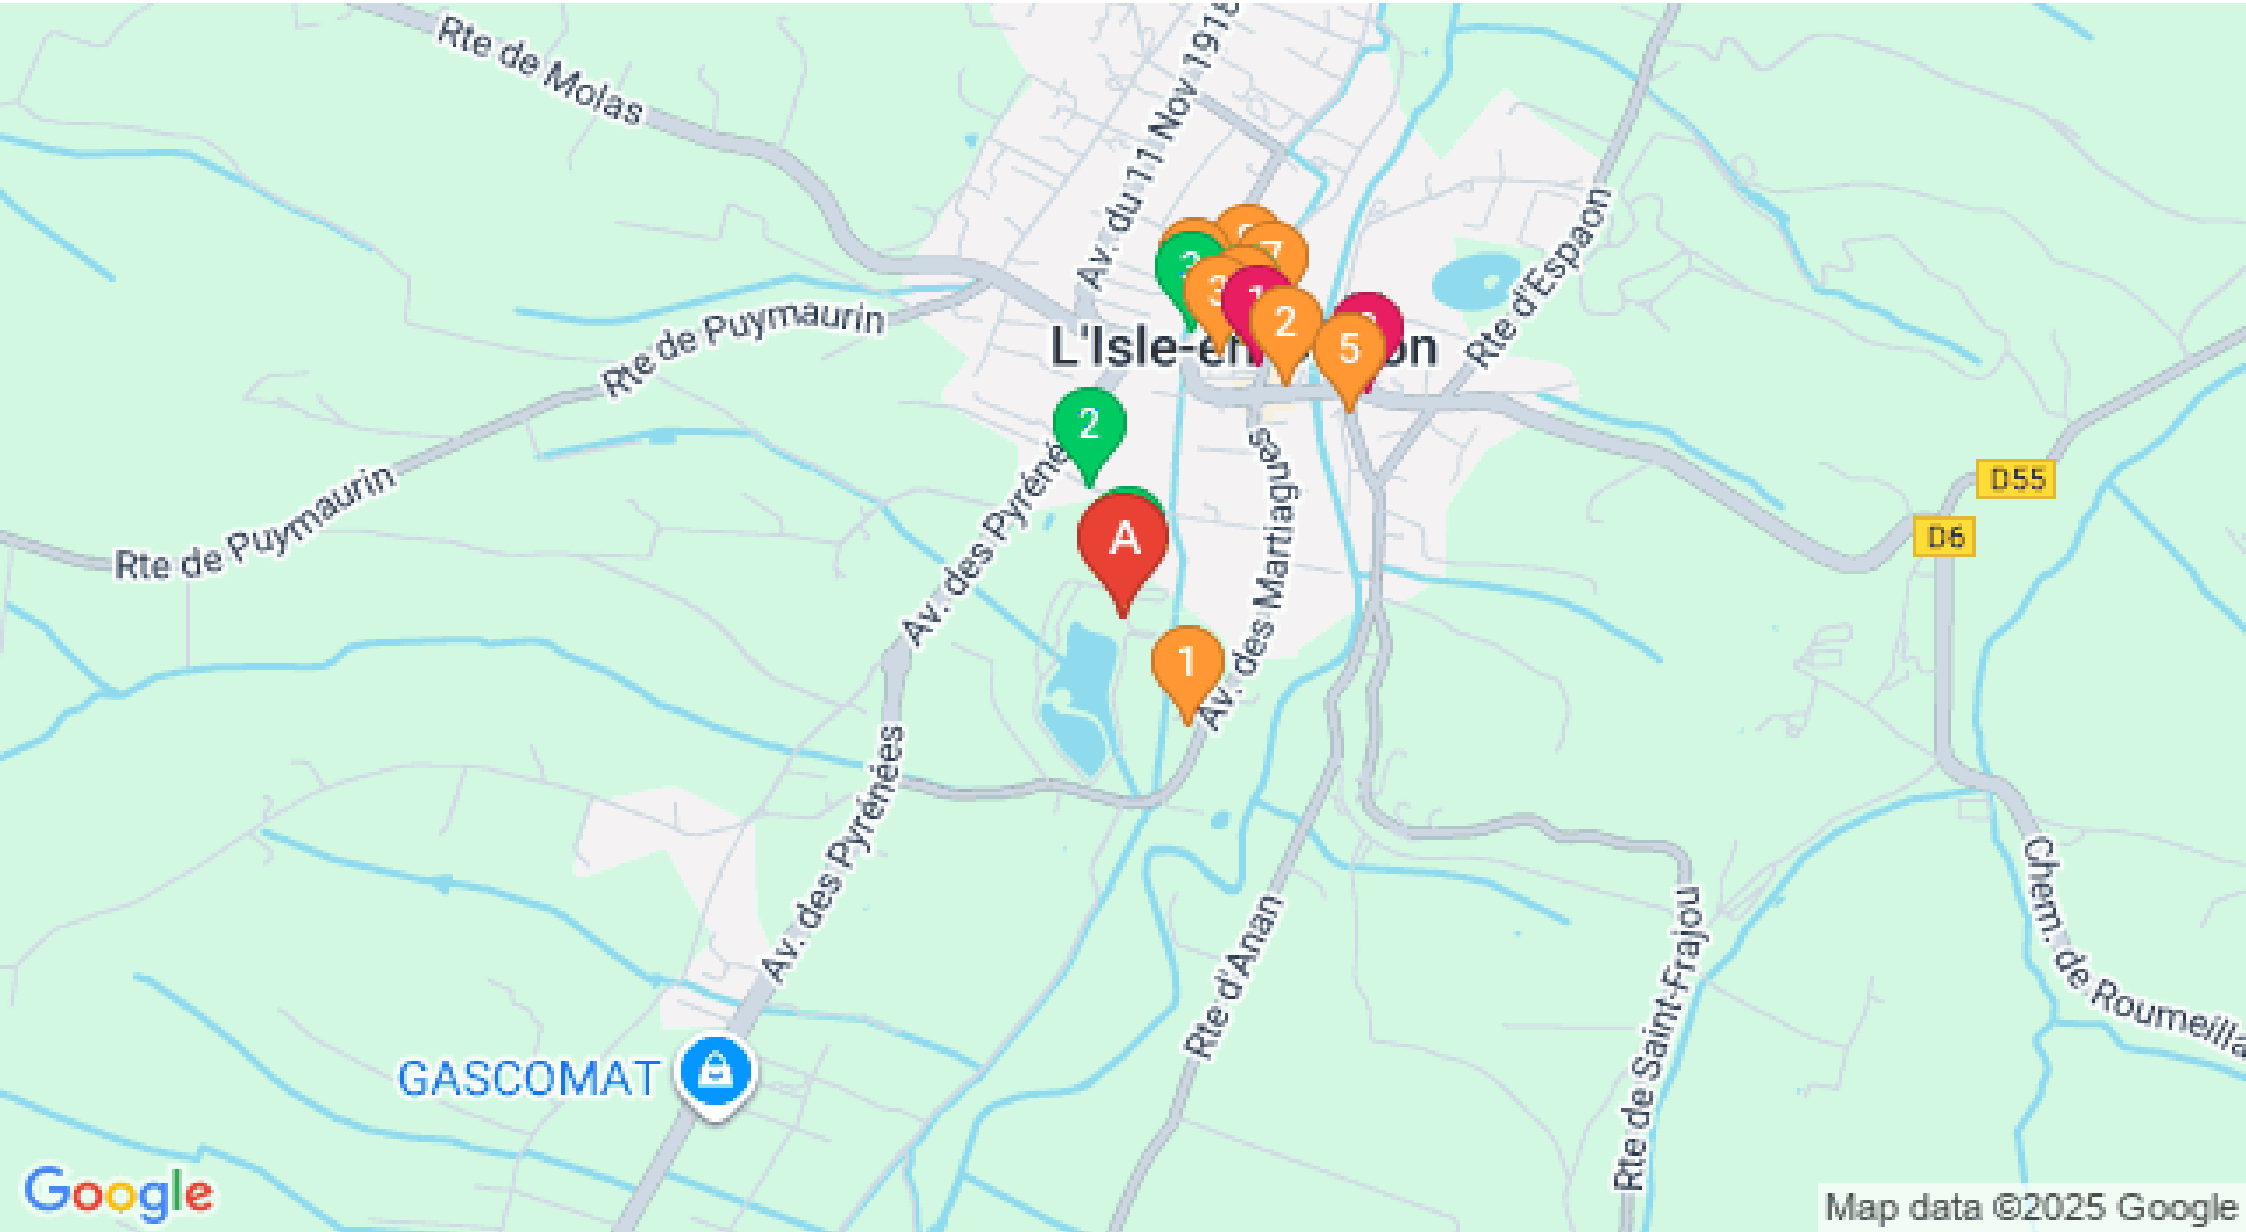 Rte de Molas
Av. du 11 Nov 1918
Rte d'Espaon
Rte de Puymaurin
7
3
1
2
5
L'Isle-en on
2
Av. des Pyréné
Rte de Puymaurin
A
Av. des Martiagues
D55
D6
1
Av. des Pyrénées
Chem. de Roumeilla
Rte d'Anan
Rte de Saint-Frajou
GASCOMAT
Google
Map data ©2025 Google